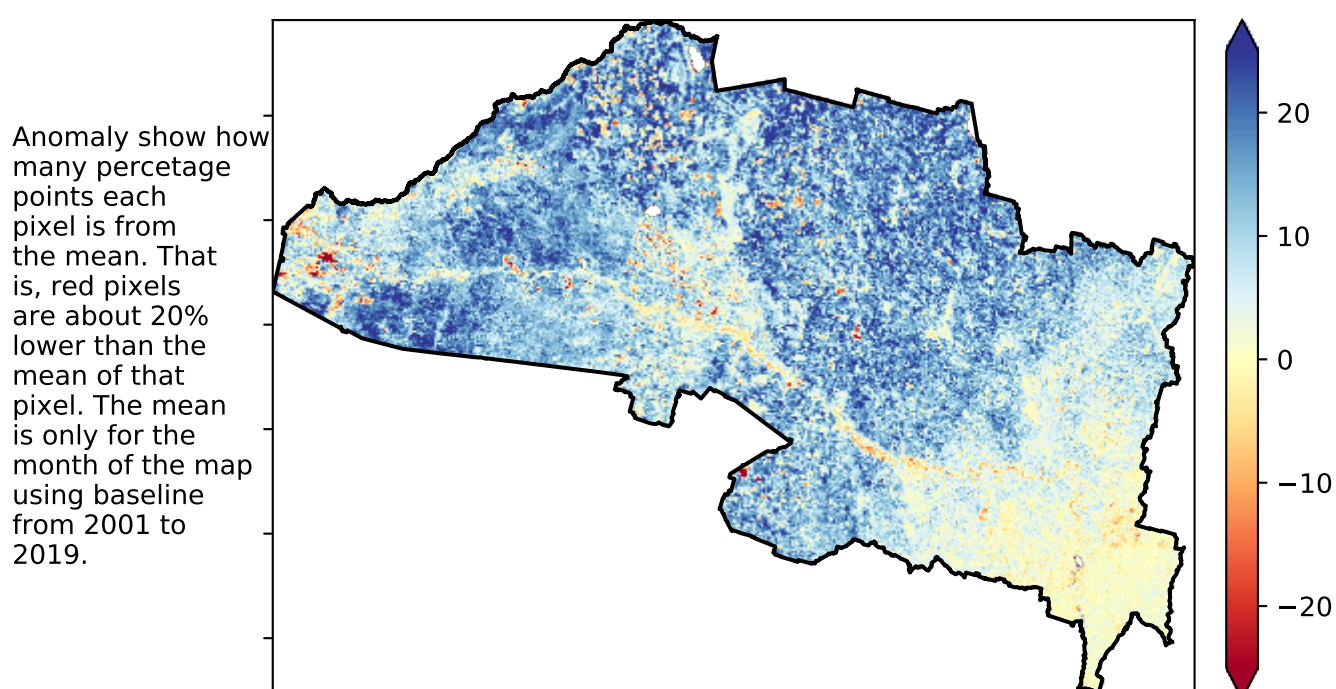 Anomaly show how
many percetage
points each
pixel is from
the mean. That
is, red pixels
are about 20%
lower than the
mean of that
pixel. The mean
is only for the
month of the map
using baseline
from 2001 to
2019.
20
10
0
−10
−20